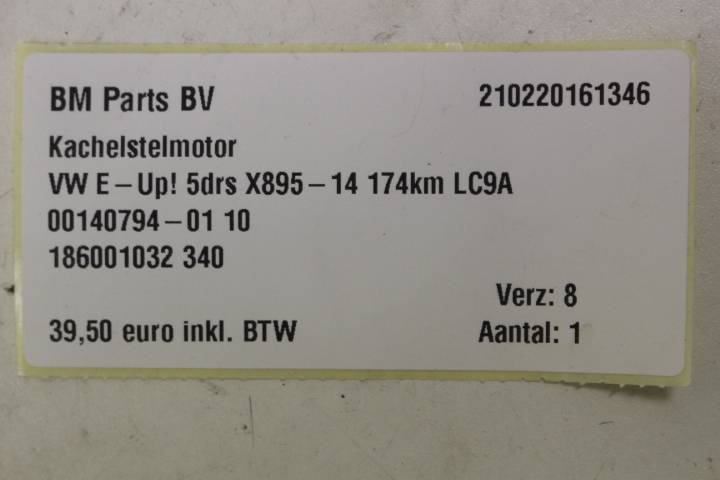 BM Parts BV 210220161346
Kachelstelmotor
VW E-Up! 5drs X895-14 174km LC9A
00140794-01 10
186001032 340
Verz: 8
39,50 euro inkl. BTW Aantal: 1